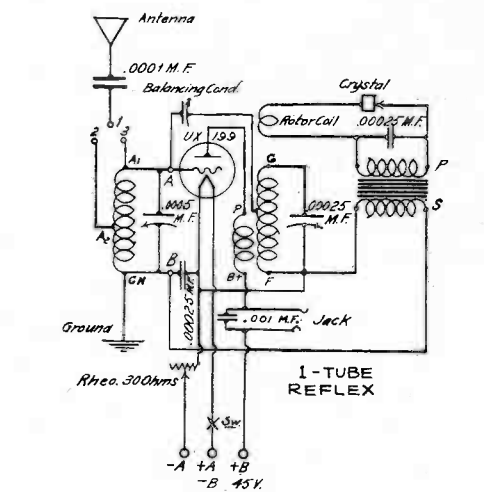 Antenna
.0001 M.F.
Balancing Cond.
Crystal
1
2
3
UX 199
Rotor Coil
.00025 M.F.
A1
A
G
P
.0005
M.F.
.00025
M.F.
S
A2
P
B
GN
B+
F
.00025 M.F.
Ground
.001 M.F.
Jack
Rheo. 30 Ohms
1-TUBE
REFLEX
Sw.
-A
+A
+B
-B
45V.